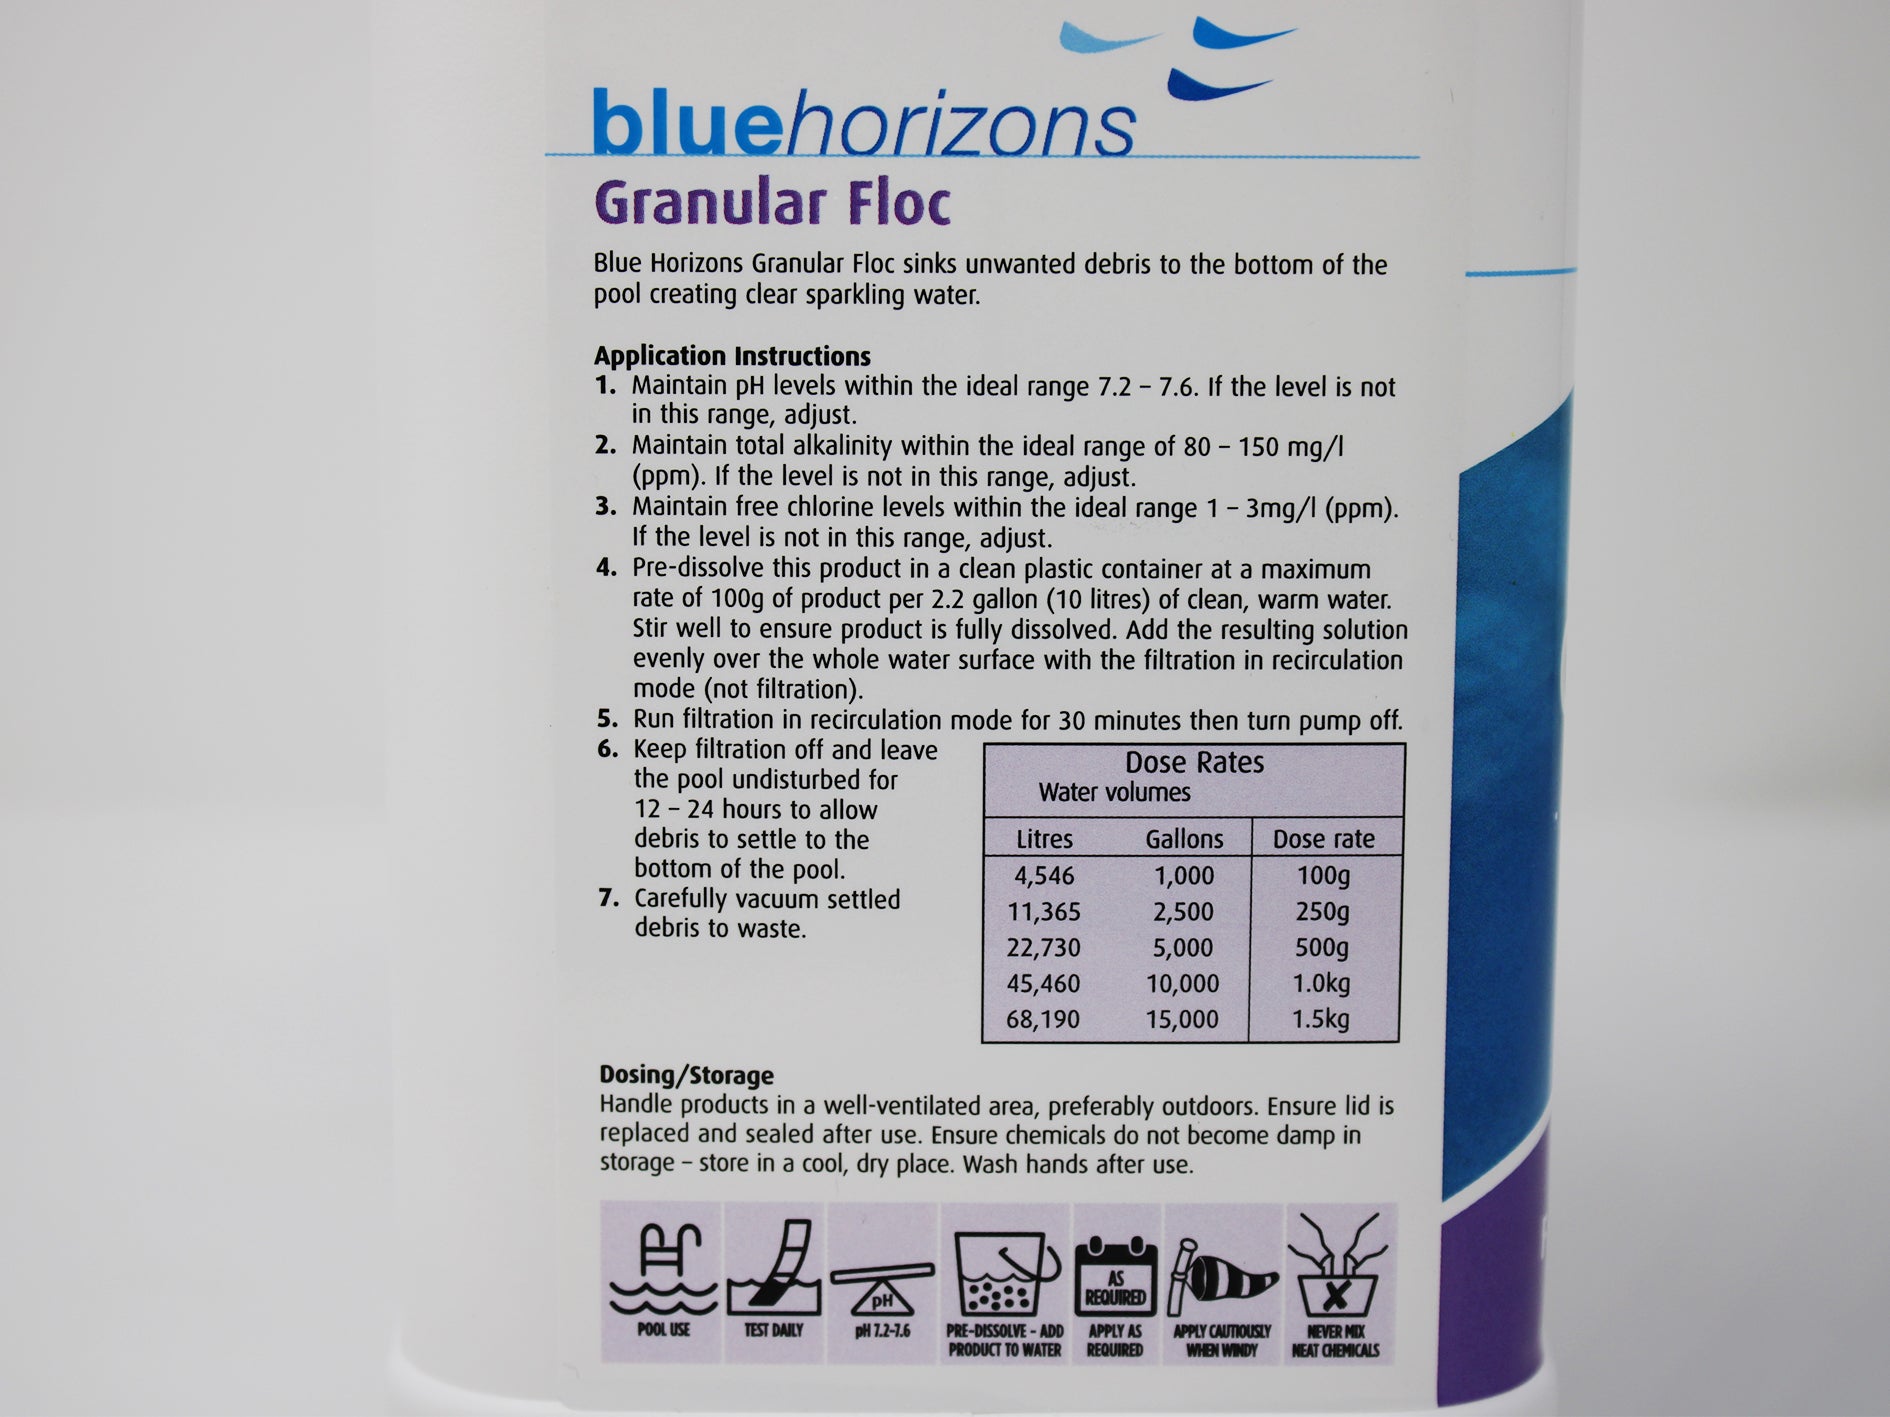 bluehorizons
Granular Floc
Blue Horizons Granular Floc sinks unwanted debris to the bottom of the
pool creating clear sparkling water.
Application Instructions
1. Maintain pH levels within the ideal range 7.2 – 7.6. If the level is not
in this range, adjust.
2. Maintain total alkalinity within the ideal range of 80 – 150 mg/l
(ppm). If the level is not in this range, adjust.
3. Maintain free chlorine levels within the ideal range 1 – 3mg/l (ppm).
If the level is not in this range, adjust.
4. Pre-dissolve this product in a clean plastic container at a maximum
rate of 100g of product per 2.2 gallon (10 litres) of clean, warm water.
Stir well to ensure product is fully dissolved. Add the resulting solution
evenly over the whole water surface with the filtration in recirculation
mode (not filtration).
5. Run filtration in recirculation mode for 30 minutes then turn pump off.
6. Keep filtration off and leave
the pool undisturbed for
12 – 24 hours to allow
debris to settle to the
bottom of the pool.
7. Carefully vacuum settled
debris to waste.
Dose Rates
Water volumes
Litres Gallons Dose rate
4,546 1,000 100g
11,365 2,500 250g
22,730 5,000 500g
45,460 10,000 1.0kg
68,190 15,000 1.5kg
Dosing/Storage
Handle products in a well-ventilated area, preferably outdoors. Ensure lid is
replaced and sealed after use. Ensure chemicals do not become damp in
storage – store in a cool, dry place. Wash hands after use.
pH
AS
REQUIRED
X
POOL USE
TEST DAILY
pH 7.2-7.6
PRE-DISSOLVE - ADD
PRODUCT TO WATER
APPLY AS
REQUIRED
APPLY CAUTIOUSLY
WHEN WINDY
NEVER MIX
NEAT CHEMICALS